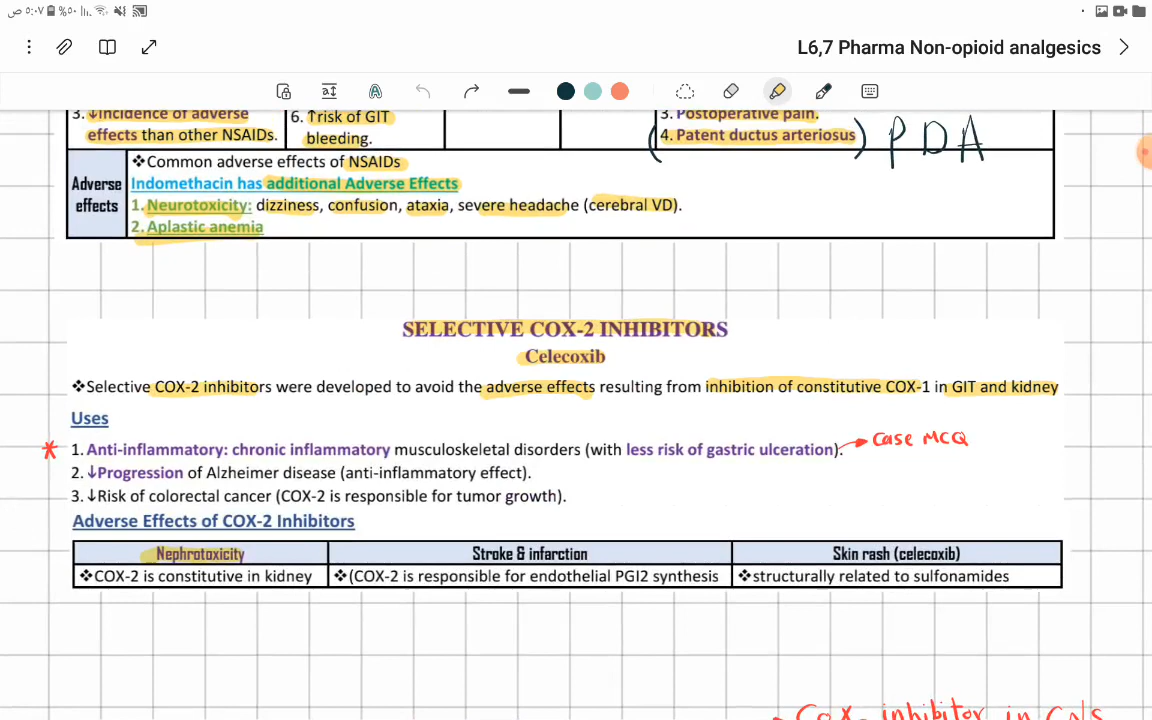 ص ٥:٠٧ ٪٥٠
L6,7 Pharma Non-opioid analgesics
3. ↓Incidence of adverse
effects than other NSAIDs.
6. ↑risk of GIT
bleeding.
3. Postoperative pain.
(4. Patent ductus arteriosus) PDA
Adverse
effects
❖Common adverse effects of NSAIDs
Indomethacin has additional Adverse Effects
1. Neurotoxicity: dizziness, confusion, ataxia, severe headache (cerebral VD).
2. Aplastic anemia
SELECTIVE COX-2 INHIBITORS
Celecoxib
❖Selective COX-2 inhibitors were developed to avoid the adverse effects resulting from inhibition of constitutive COX-1 in GIT and kidney
Uses
* 1. Anti-inflammatory: chronic inflammatory musculoskeletal disorders (with less risk of gastric ulceration). → Case MCQ
2. ↓Progression of Alzheimer disease (anti-inflammatory effect).
3. ↓Risk of colorectal cancer (COX-2 is responsible for tumor growth).
Adverse Effects of COX-2 Inhibitors
Nephrotoxicity Stroke & infarction Skin rash (celecoxib)
❖COX-2 is constitutive in kidney ❖(COX-2 is responsible for endothelial PGI2 synthesis ❖structurally related to sulfonamides
inhibitor in